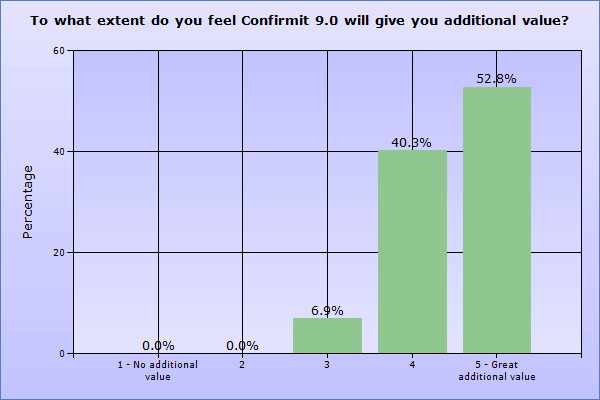 To what extent do you feel Confirmit 9.0 will give you additional value?
60
52.8%
40.3%
40
Percentage
20
6.9%
0.0%
0.0%
0
1 - No additional
value
2
3
4
5 - Great
additional value